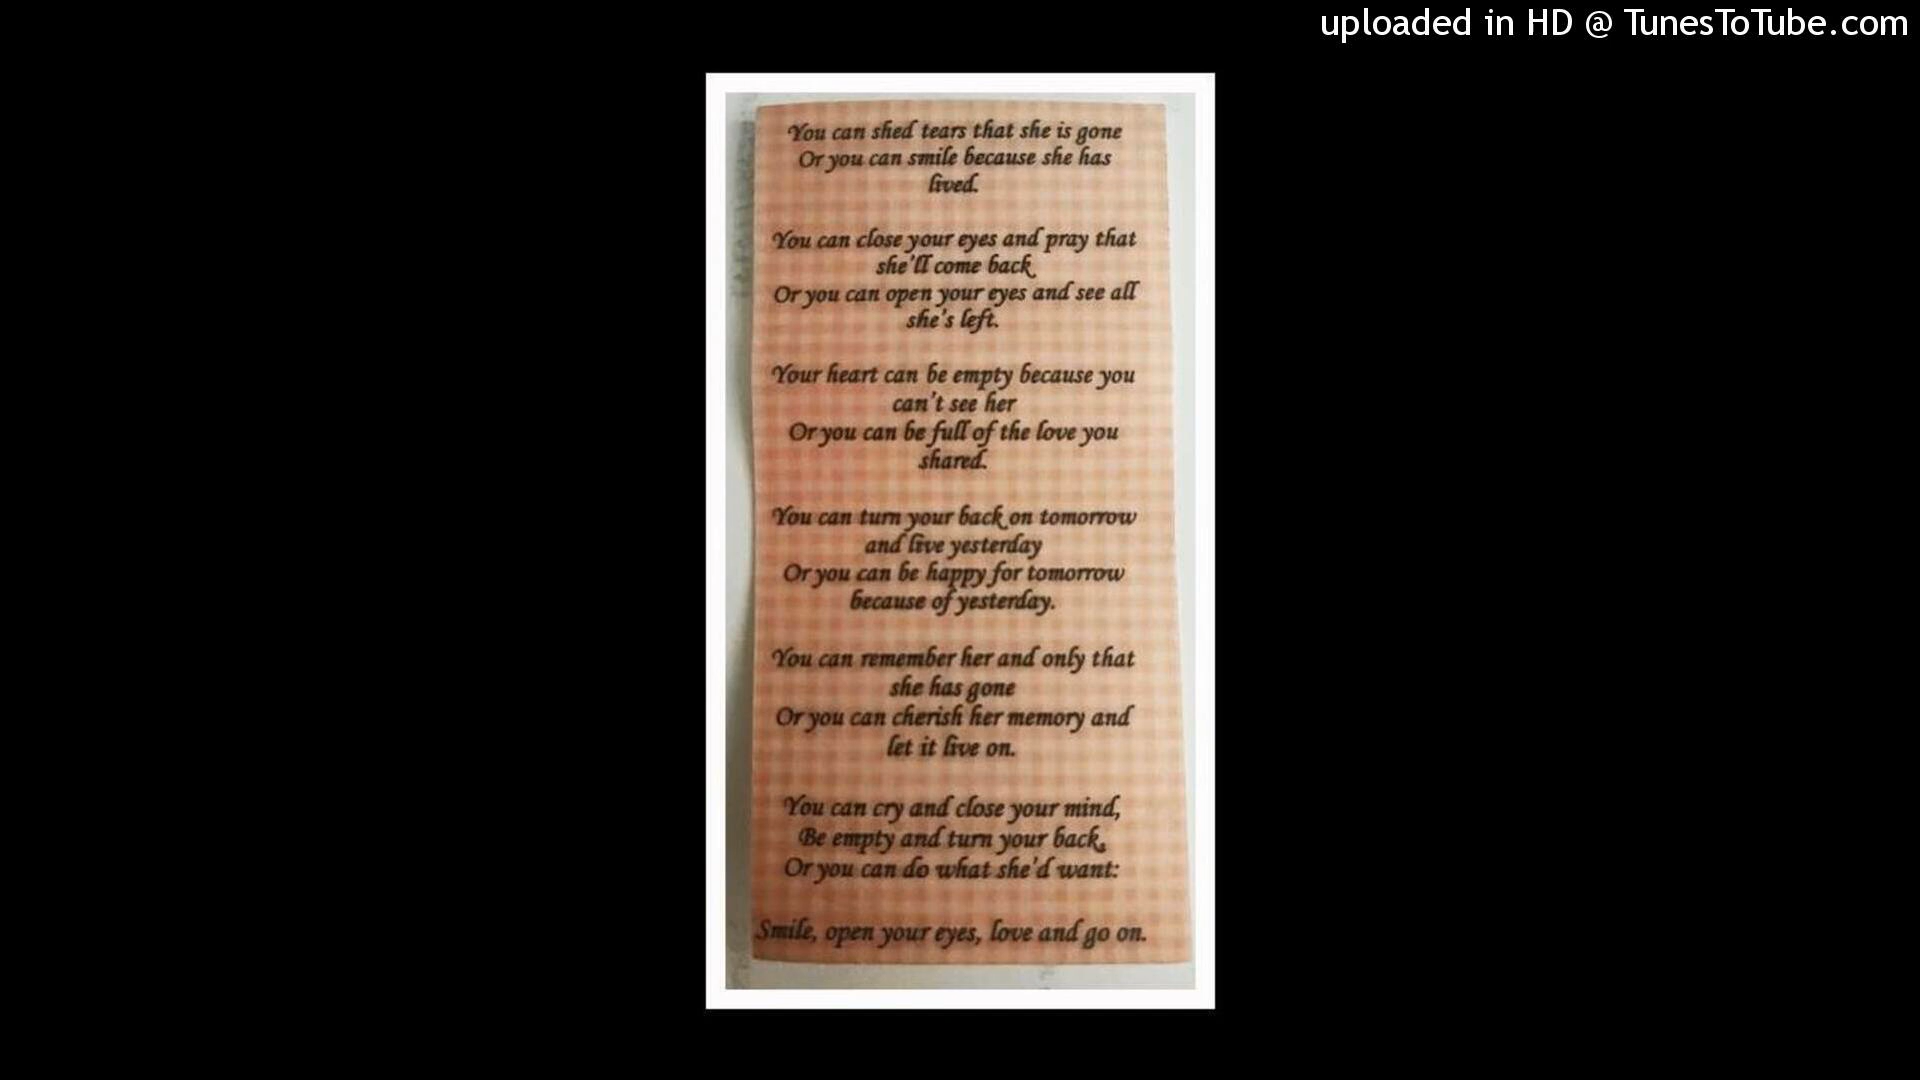 uploaded in HD @ TunesToTube.com
You can shed tears that she is gone
Or you can smile because she has
lived.
You can close your eyes and pray that
she'll come back
Or you can open your eyes and see all
she's left.
Your heart can be empty because you
can't see her
Or you can be full of the love you
shared.
You can turn your back on tomorrow
and live yesterday
Or you can be happy for tomorrow
because of yesterday.
You can remember her and only that
she has gone
Or you can cherish her memory and
let it live on.
You can cry and close your mind,
Be empty and turn your back,
Or you can do what she'd want:
Smile, open your eyes, love and go on.